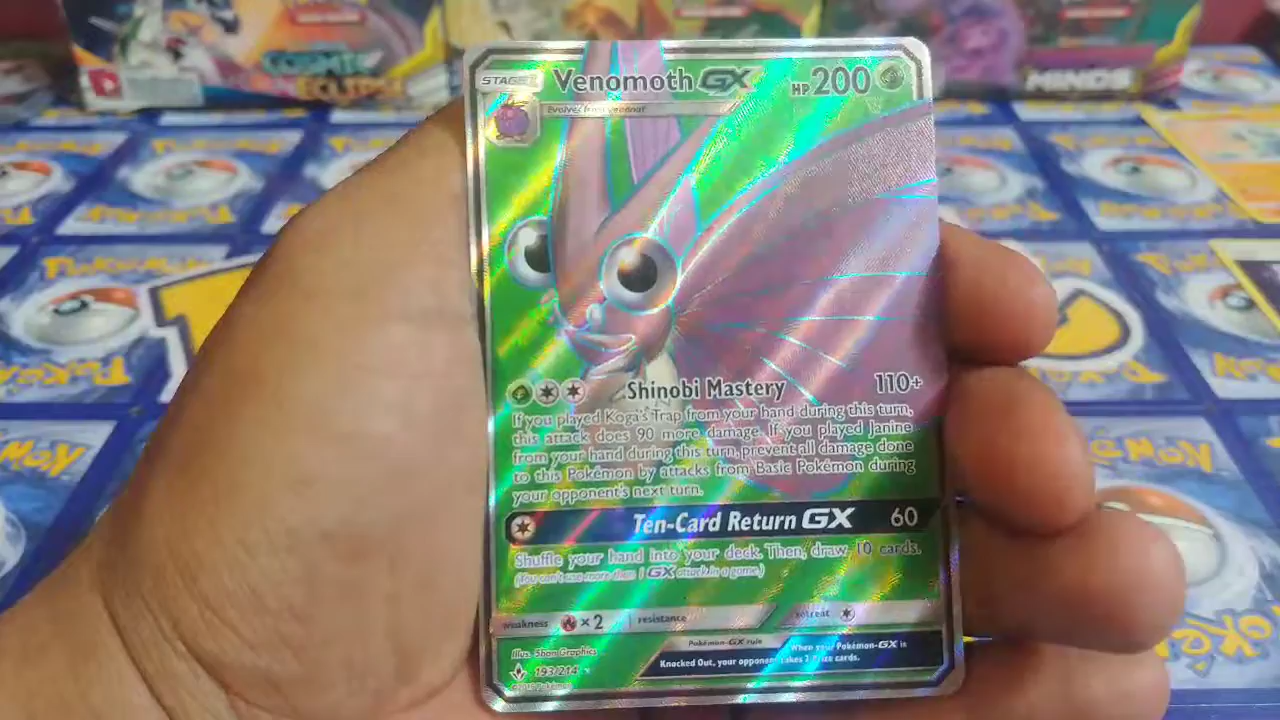 COSMIC
ECLIPSE
MINDS
STAGE 1 Venomoth GX HP 200
Evolves from Venonat
Shinobi Mastery 110+
If you played Koga's Trap from your hand during this turn,
this attack does 90 more damage. If you played Janine
from your hand during this turn, prevent all damage done
to this Pokémon by attacks from Basic Pokémon during
your opponent's next turn.
Ten-Card Return GX 60
Shuffle your hand into your deck. Then, draw 10 cards.
(You can't use more than 1 GX attack in a game.)
weakness ×2 resistance retreat
Pokémon-GX rule When your Pokémon-GX is
Knocked Out, your opponent takes 2 Prize cards.
Illus. 5ban Graphics
193/214